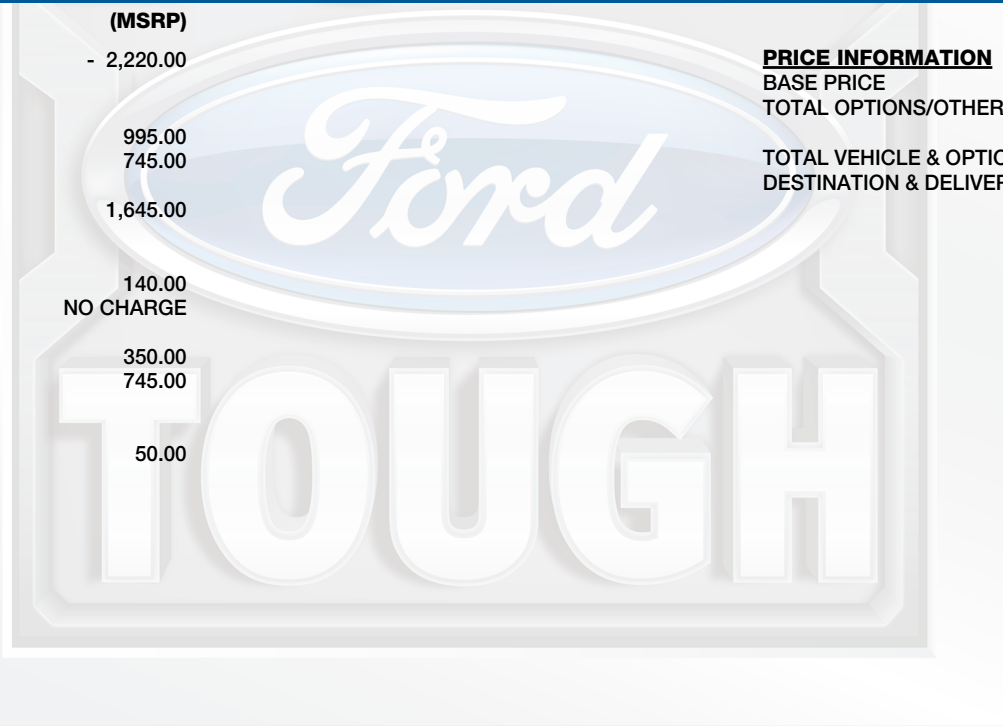 (MSRP)
- 2,220.00
995.00
745.00
1,645.00
140.00
NO CHARGE
350.00
745.00
50.00
PRICE INFORMATION
BASE PRICE
TOTAL OPTIONS/OTHER
TOTAL VEHICLE & OPTIO
DESTINATION & DELIVER
Ford
TOUGH